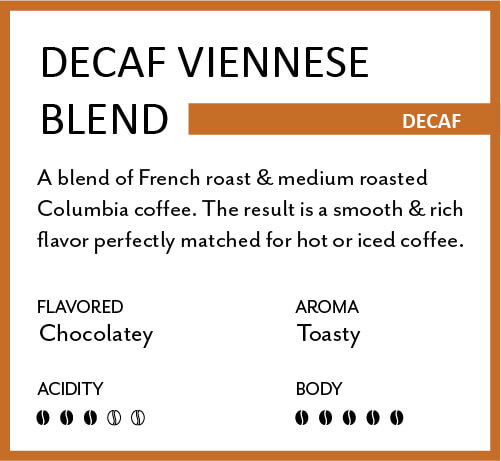 DECAF VIENNESE
BLEND
DECAF
A blend of French roast & medium roasted
Columbia coffee. The result is a smooth & rich
flavor perfectly matched for hot or iced coffee.
FLAVORED
Chocolatey
AROMA
Toasty
ACIDITY
BODY